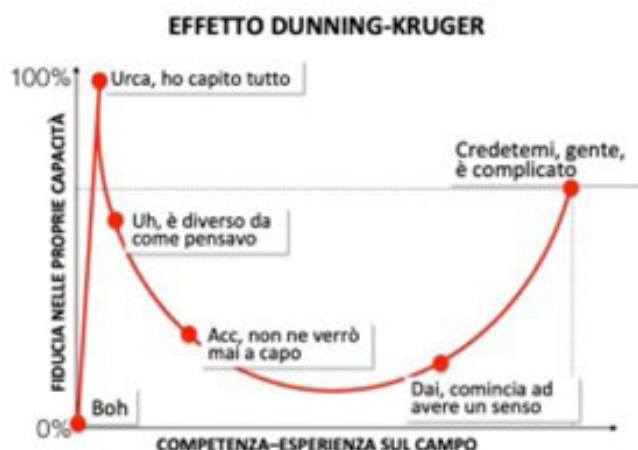 EFFETTO DUNNING-KRUGER
100%
Urca, ho capito tutto
Credetemi, gente,
è complicato
Uh, è diverso da
come pensavo
Acc, non ne verrò
mai a capo
Dai, comincia ad
avere un senso
Boh
0%
FIDUCIA NELLE PROPRIE CAPACITÀ
COMPETENZA–ESPERIENZA SUL CAMPO